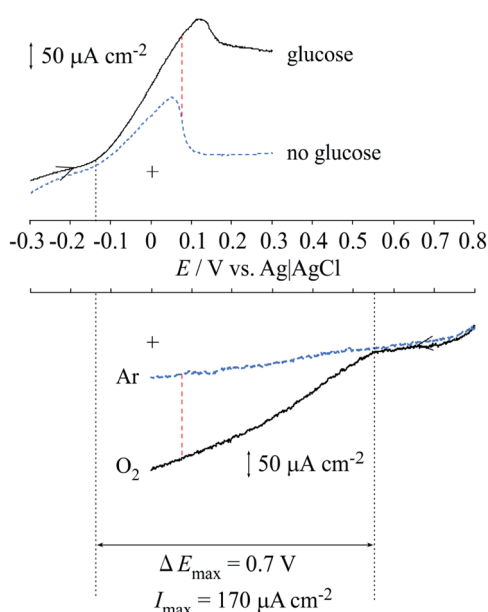 50 μA cm-2
glucose
no glucose
+
-0.3 -0.2 -0.1 0 0.1 0.2 0.3 0.4 0.5 0.6 0.7 0.8
E / V vs. Ag|AgCl
+
Ar
O2
50 μA cm-2
Δ Emax = 0.7 V
Imax = 170 μA cm-2